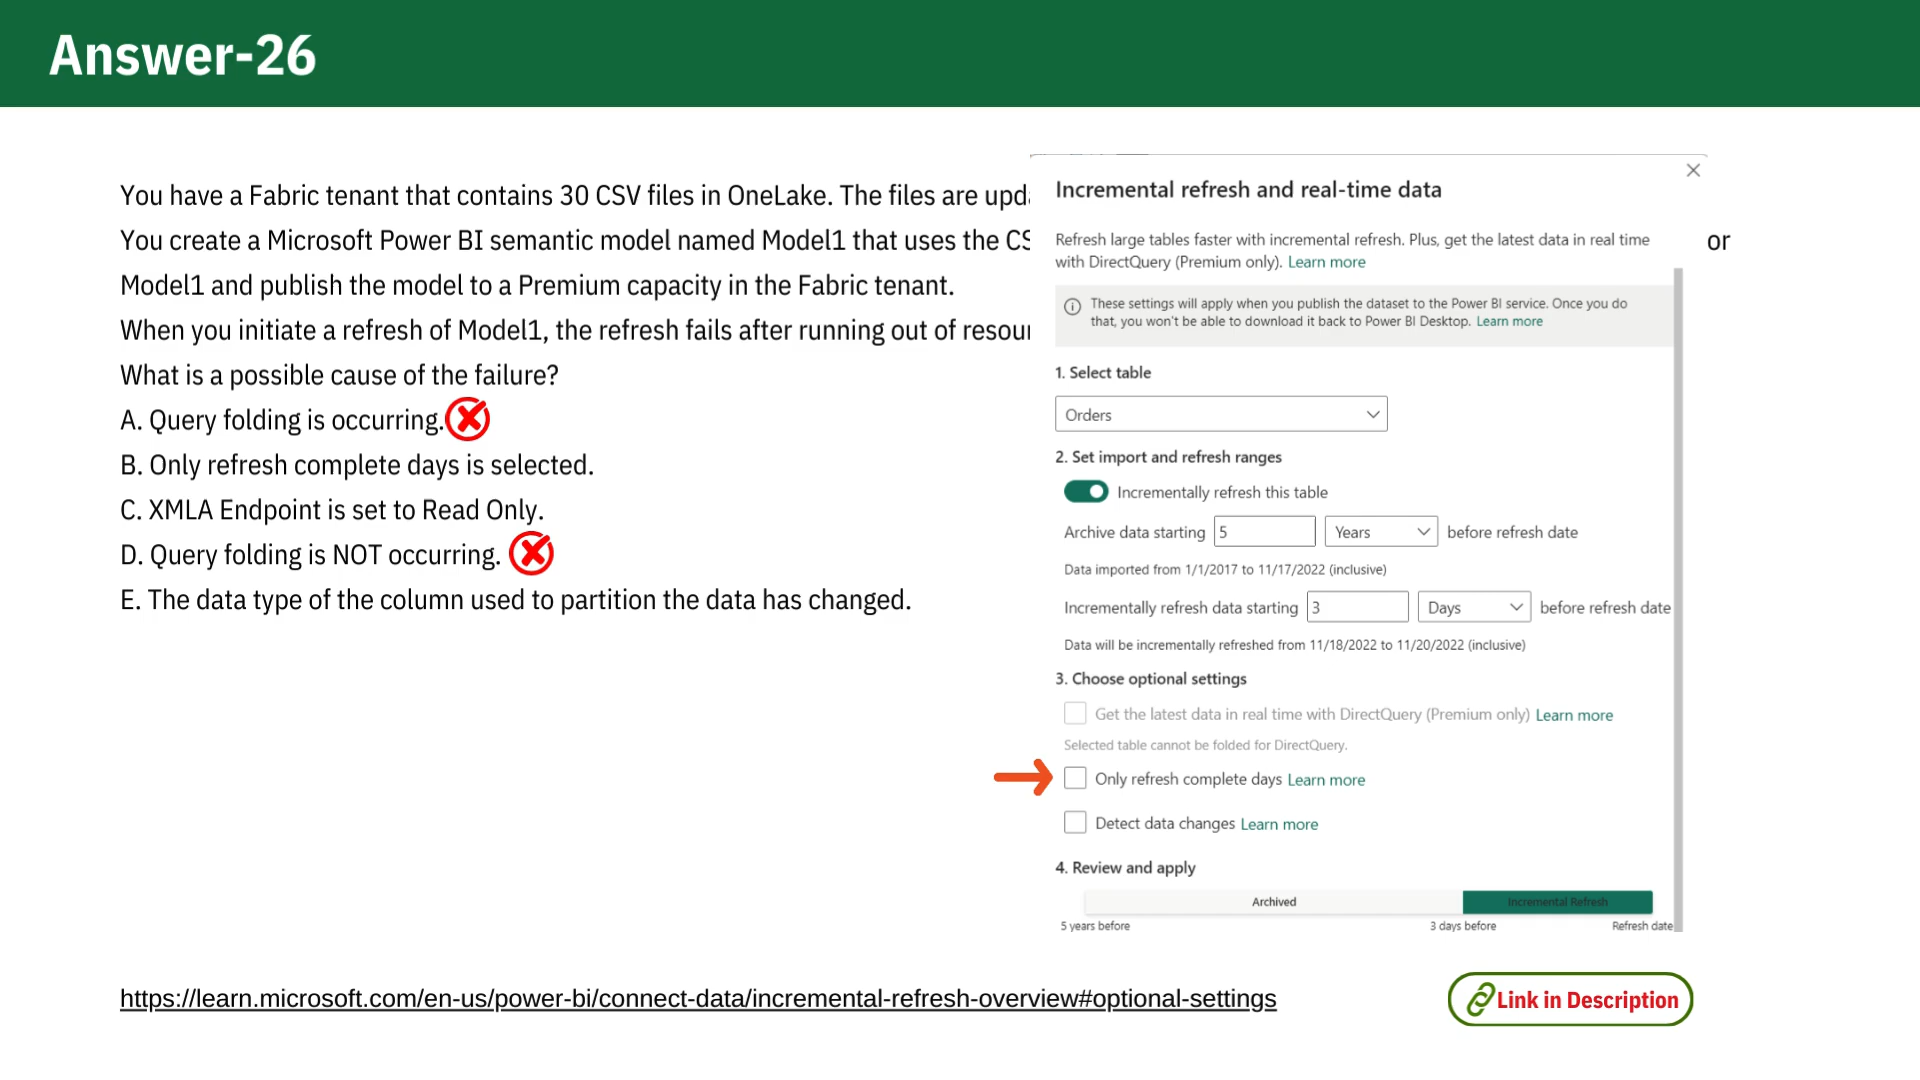 Answer-26
You have a Fabric tenant that contains 30 CSV files in OneLake. The files are upd
You create a Microsoft Power BI semantic model named Model1 that uses the CS
or
Model1 and publish the model to a Premium capacity in the Fabric tenant.
When you initiate a refresh of Model1, the refresh fails after running out of resour
What is a possible cause of the failure?
A. Query folding is occurring.
B. Only refresh complete days is selected.
C. XMLA Endpoint is set to Read Only.
D. Query folding is NOT occurring.
E. The data type of the column used to partition the data has changed.
Incremental refresh and real-time data
Refresh large tables faster with incremental refresh. Plus, get the latest data in real time
with DirectQuery (Premium only). Learn more
These settings will apply when you publish the dataset to the Power BI service. Once you do
that, you won't be able to download it back to Power BI Desktop. Learn more
1. Select table
Orders
2. Set import and refresh ranges
Incrementally refresh this table
Archive data starting 5 Years before refresh date
Data imported from 1/1/2017 to 11/17/2022 (inclusive)
Incrementally refresh data starting 3 Days before refresh date
Data will be incrementally refreshed from 11/18/2022 to 11/20/2022 (inclusive)
3. Choose optional settings
Get the latest data in real time with DirectQuery (Premium only) Learn more
Selected table cannot be folded for DirectQuery.
Only refresh complete days Learn more
Detect data changes Learn more
4. Review and apply
Archived Incremental Refresh
5 years before 3 days before Refresh date
https://learn.microsoft.com/en-us/power-bi/connect-data/incremental-refresh-overview#optional-settings
Link in Description